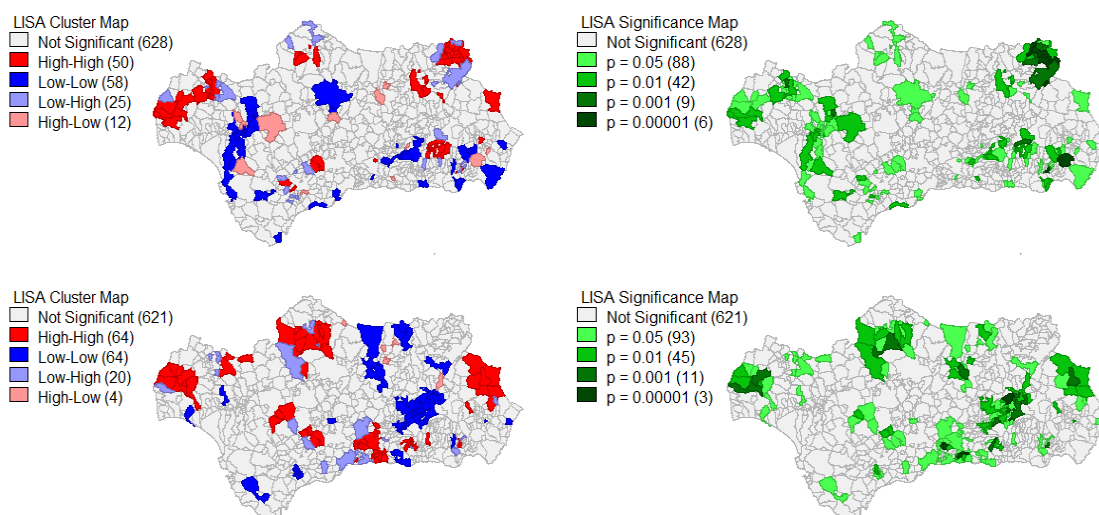 LISA Cluster Map
Not Significant (628)
High-High (50)
Low-Low (58)
Low-High (25)
High-Low (12)
LISA Significance Map
Not Significant (628)
p = 0.05 (88)
p = 0.01 (42)
p = 0.001 (9)
p = 0.00001 (6)
LISA Cluster Map
Not Significant (621)
High-High (64)
Low-Low (64)
Low-High (20)
High-Low (4)
LISA Significance Map
Not Significant (621)
p = 0.05 (93)
p = 0.01 (45)
p = 0.001 (11)
p = 0.00001 (3)